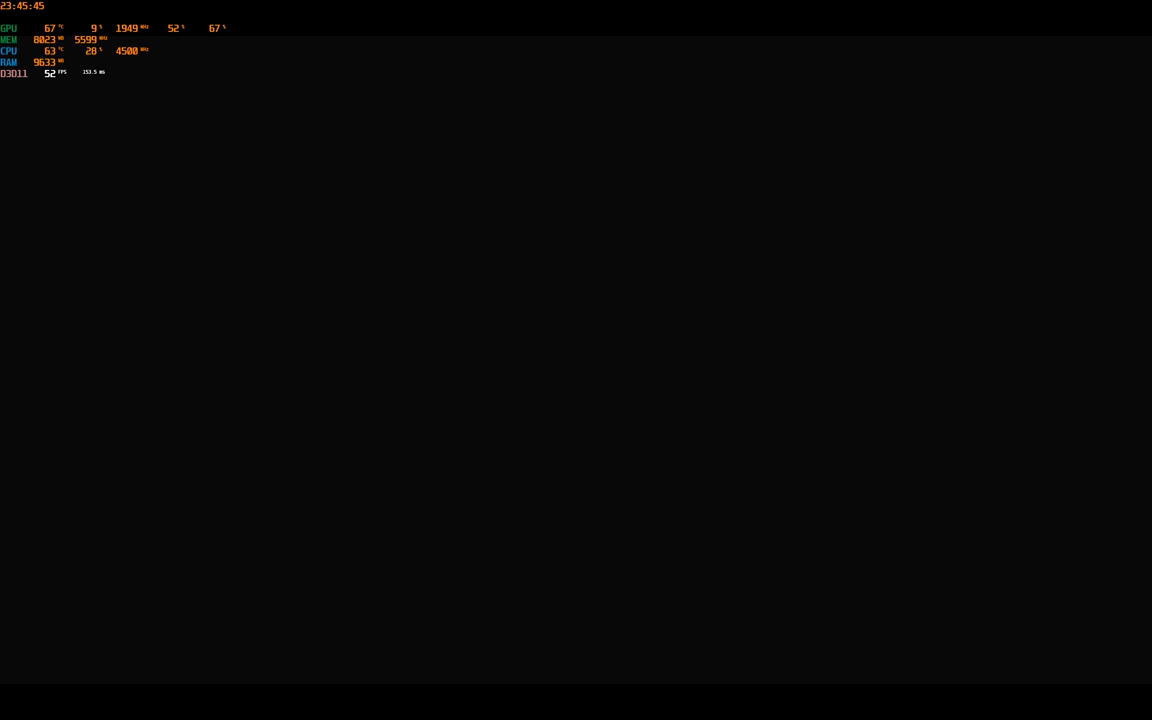 23:45:45
GPU 67 °C 9 % 1949 MHz 52 % 67 %
MEM 8023 MB 5599 MHz
CPU 63 °C 28 % 4500 MHz
RAM 9633 MB
D3D11 52 FPS 153.5 ms